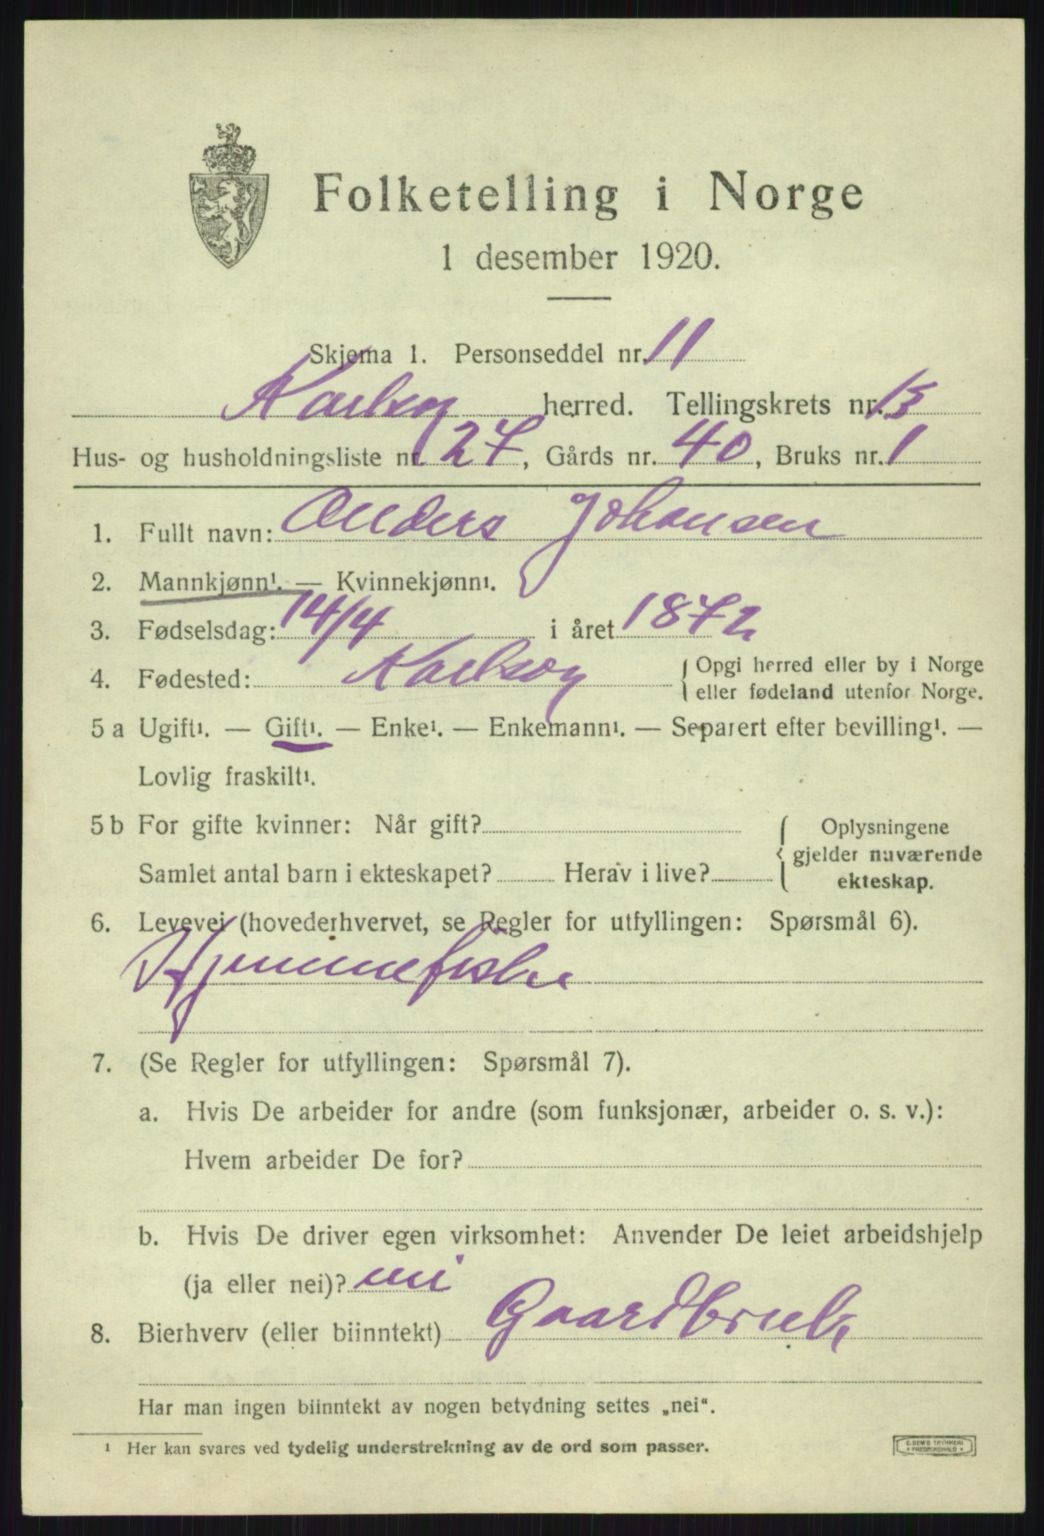 Folketelling i Norge
1 desember 1920.
Skjema 1. Personseddel nr. 11
Karlsøy herred. Tellingskrets nr.
Hus- og husholdningsliste nr. 27, Gårds nr. 40, Bruks nr. 1
1. Fullt navn: Anders Johansen
2. Mannkjønn¹. — Kvinnekjønn¹.
3. Fødselsdag: 14/4 i året 1872
4. Fødested: Karlsøy { Opgi herred eller by i Norge
eller fødeland utenfor Norge.
5 a Ugift¹. — Gift¹. — Enke¹. — Enkemann¹. — Separert efter bevilling¹. —
Lovlig fraskilt¹.
5 b For gifte kvinner: Når gift? { Oplysningene
gjelder nuværende
Samlet antal barn i ekteskapet? Herav i live? ekteskap.
6. Levevei (hovederhvervet, se Regler for utfyllingen: Spørsmål 6).
Hjemmefisker
7. (Se Regler for utfyllingen: Spørsmål 7).
a. Hvis De arbeider for andre (som funksjonær, arbeider o. s. v.):
Hvem arbeider De for?
b. Hvis De driver egen virksomhet: Anvender De leiet arbeidshjelp
(ja eller nei)? nei
8. Bierhverv (eller biinntekt) Gaardbruk
Har man ingen biinntekt av nogen betydning settes „nei“.
¹ Her kan svares ved tydelig understrekning av de ord som passer.